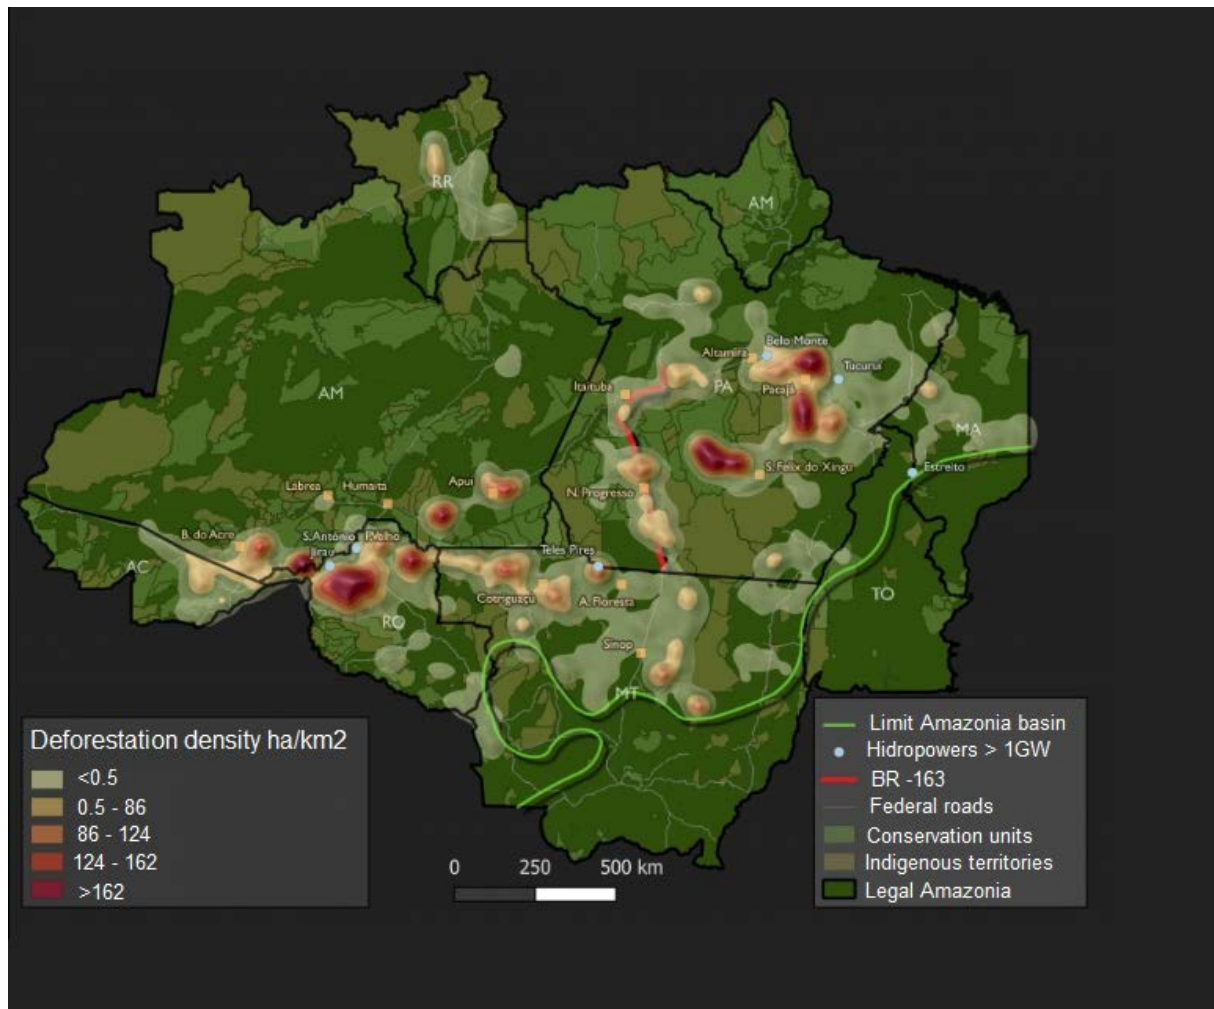 RR
AM
Belo Monte
Altamira
Tucuruí
Itaituba
PA
Pacajá
AM
MA
S. Felix do Xingu
Estreito
Apuí
Labrea
Humaita
N. Progresso
B. do Acre
S. Antônio
P. Velho
Jirau
Teles Pires
AC
Cotriguaçu
A. Floresta
TO
RO
Sinop
MT
Deforestation density ha/km2
<0.5
0.5 - 86
86 - 124
124 - 162
>162
0 250 500 km
Limit Amazonia basin
Hidropowers > 1GW
BR -163
Federal roads
Conservation units
Indigenous territories
Legal Amazonia